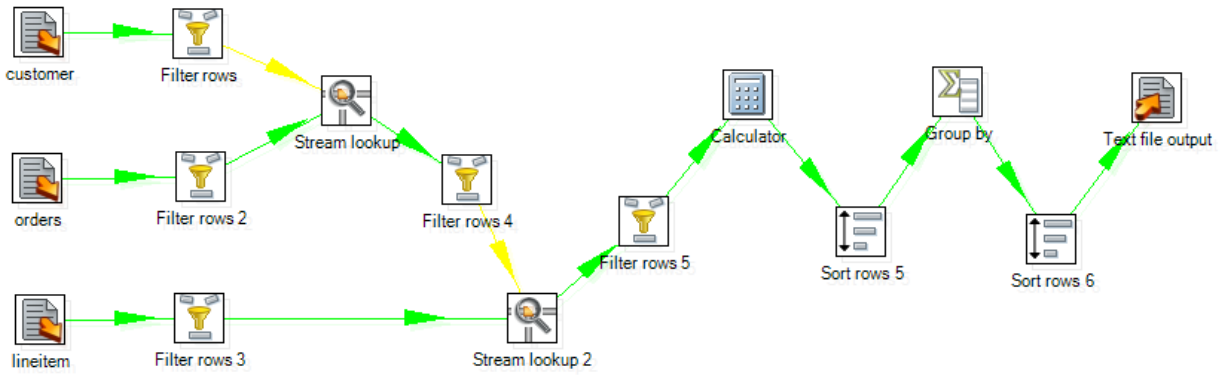 customer
Filter rows
Stream lookup
Calculator
Group by
Text file output
orders
Filter rows 2
Filter rows 4
Filter rows 5
Sort rows 5
Sort rows 6
lineitem
Filter rows 3
Stream lookup 2